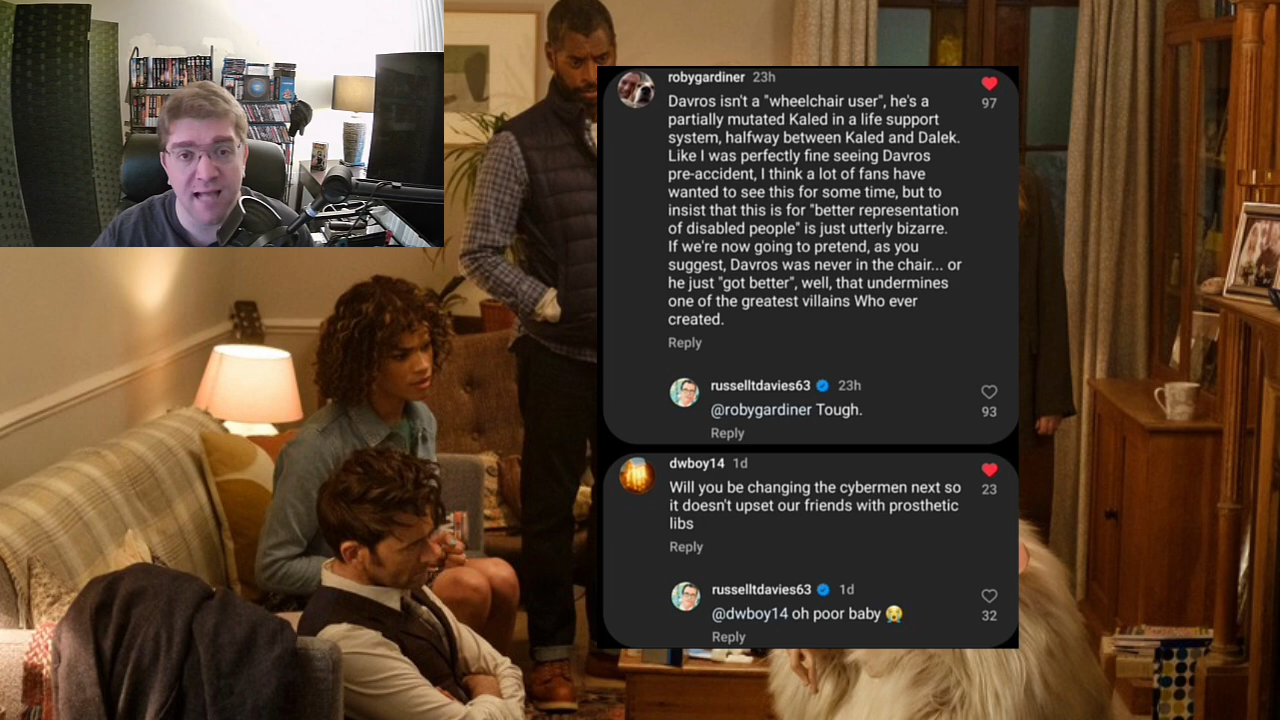 robygardiner 23h
Davros isn't a "wheelchair user", he's a
partially mutated Kaled in a life support
system, halfway between Kaled and Dalek.
Like I was perfectly fine seeing Davros
pre-accident, I think a lot of fans have
wanted to see this for some time, but to
insist that this is for "better representation
of disabled people" is just utterly bizarre.
If we're now going to pretend, as you
suggest, Davros was never in the chair... or
he just "got better", well, that undermines
one of the greatest villains Who ever
created.
97
Reply
russelltdavies63 23h
@robygardiner Tough.
93
Reply
dwboy14 1d
Will you be changing the cybermen next so
it doesn't upset our friends with prosthetic
libs
23
Reply
russelltdavies63 1d
@dwboy14 oh poor baby 😭
32
Reply